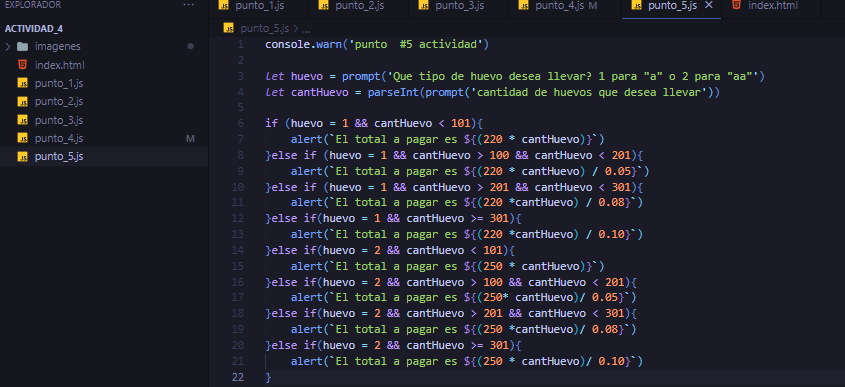 EXPLORADOR ...
ACTIVIDAD_4
imagenes
index.html
punto_1.js
punto_2.js
punto_3.js
punto_4.js M
punto_5.js
JS punto_1.js JS punto_2.js JS punto_3.js JS punto_4.js M JS punto_5.js × index.html
JS punto_5.js > ...
1 console.warn('punto  #5 actividad')
2
3 let huevo = prompt('Que tipo de huevo desea llevar? 1 para "a" o 2 para "aa"')
4 let cantHuevo = parseInt(prompt('cantidad de huevos que desea llevar'))
5
6 if (huevo = 1 && cantHuevo < 101){
7     alert(`El total a pagar es ${(220 * cantHuevo)}`)
8 }else if (huevo = 1 && cantHuevo > 100 && cantHuevo < 201){
9     alert(`El total a pagar es ${(220 * cantHuevo) / 0.05}`)
10 }else if (huevo = 1 && cantHuevo > 201 && cantHuevo < 301){
11     alert(`El total a pagar es ${(220 *cantHuevo) / 0.08}`)
12 }else if(huevo = 1 && cantHuevo >= 301){
13     alert(`El total a pagar es ${(220 *cantHuevo) / 0.10}`)
14 }else if(huevo = 2 && cantHuevo < 101){
15     alert(`El total a pagar es ${(250 * cantHuevo)}`)
16 }else if(huevo = 2 && cantHuevo > 100 && cantHuevo < 201){
17     alert(`El total a pagar es ${(250* cantHuevo)/ 0.05}`)
18 }else if(huevo = 2 && cantHuevo > 201 && cantHuevo < 301){
19     alert(`El total a pagar es ${(250 *cantHuevo)/ 0.08}`)
20 }else if(huevo = 2 && cantHuevo >= 301){
21     alert(`El total a pagar es ${(250 * cantHuevo)/ 0.10}`)
22 }